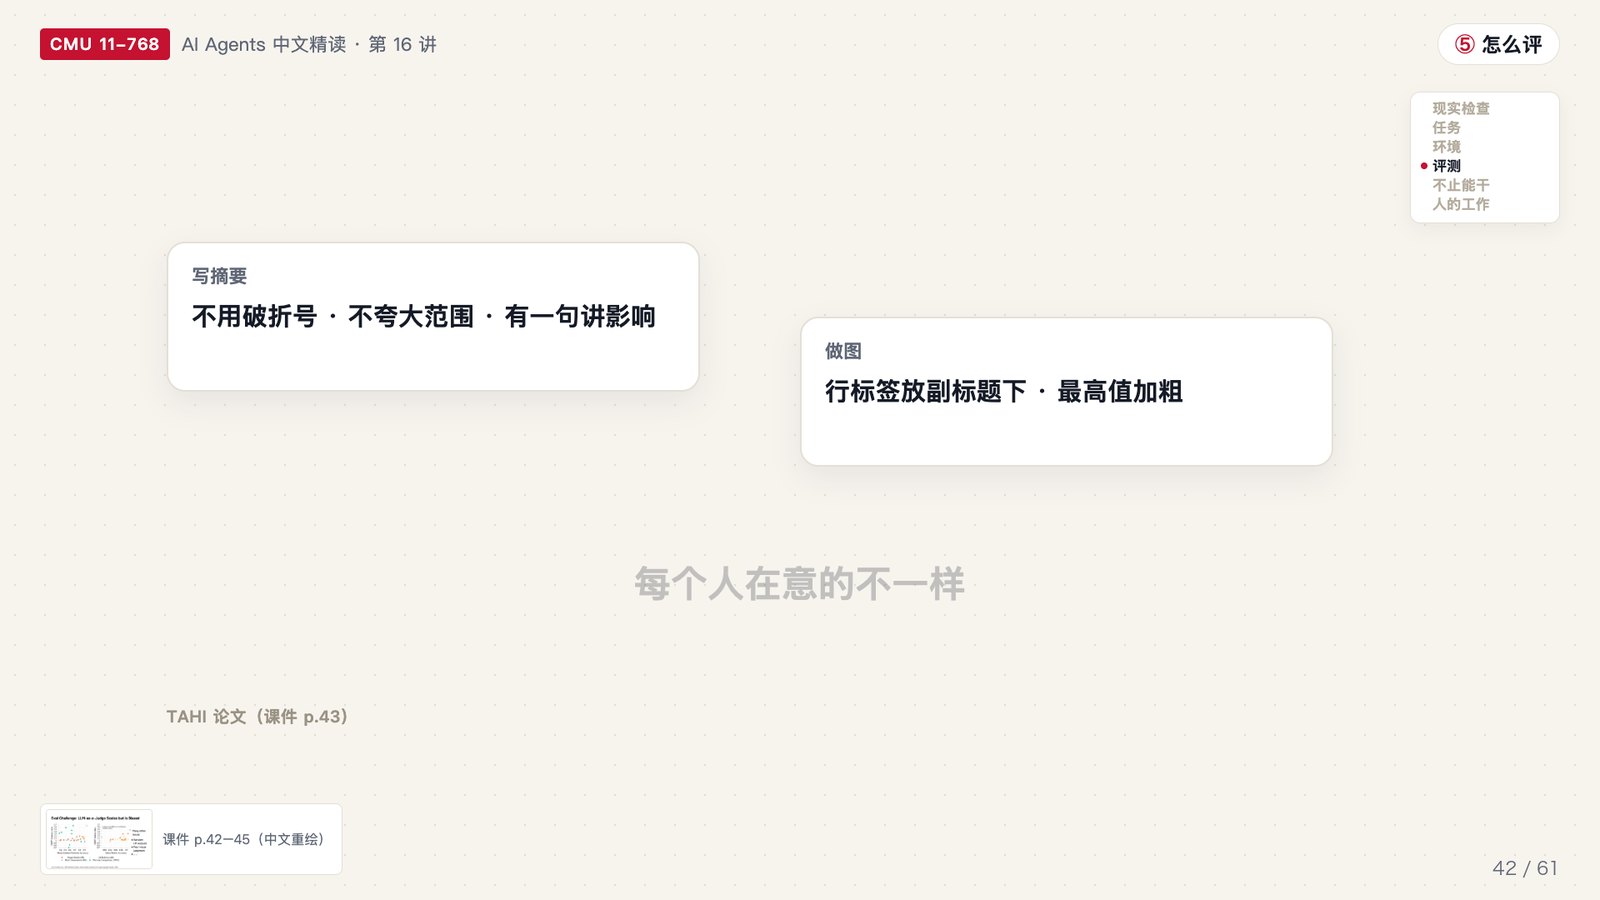 CMU 11-768 AI Agents 中文精读 · 第 16 讲
⑤ 怎么评
现实检查
任务
环境
评测
不止能干
人的工作
写摘要
不用破折号 · 不夸大范围 · 有一句讲影响
做图
行标签放副标题下 · 最高值加粗
每个人在意的不一样
TAHI 论文（课件 p.43）
课件 p.42—45（中文重绘）
42 / 61